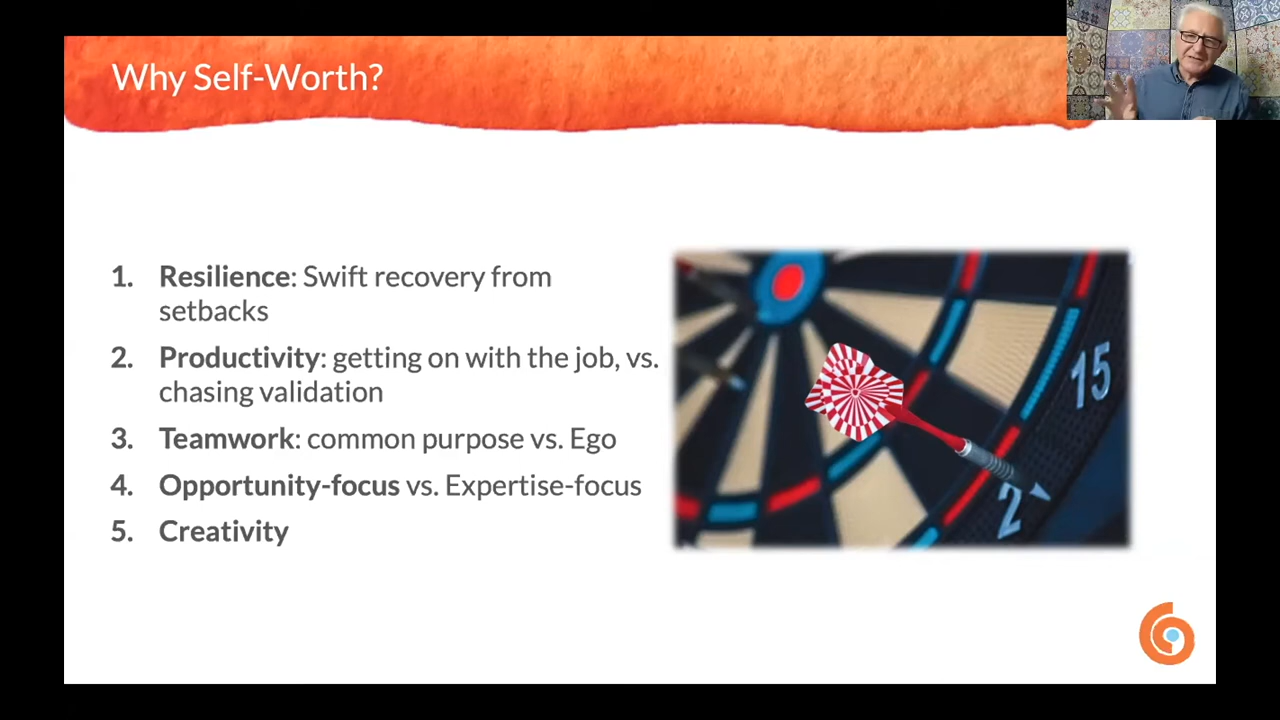 Why Self-Worth?
1. Resilience: Swift recovery from
setbacks
2. Productivity: getting on with the job, vs.
chasing validation
3. Teamwork: common purpose vs. Ego
4. Opportunity-focus vs. Expertise-focus
5. Creativity
15
2